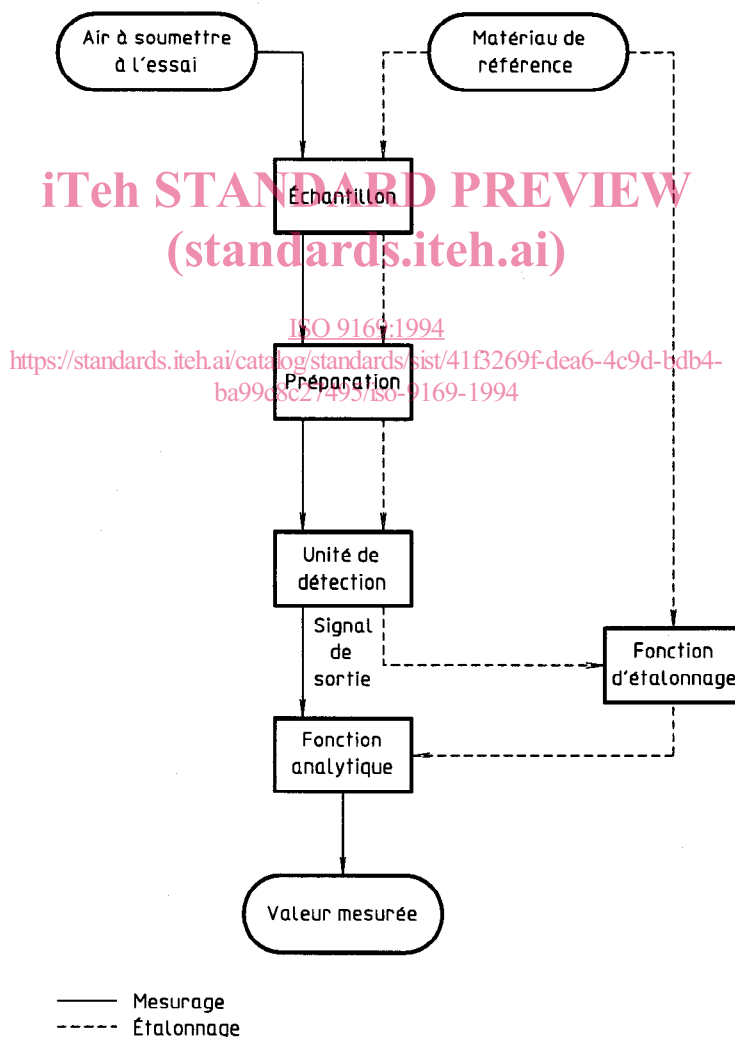 Air à soumettre
à l'essai
Matériau de
référence
iTeh STANDARD PREVIEW
Échantillon
(standards.iteh.ai)
ISO 9169:1994
https://standards.iteh.ai/catalog/standards/sist/41f3269f-dea6-4c9d-bdb4-
Préparation
ba99c8c27495/iso-9169-1994
Unité de
détection
Signal
de
sortie
Fonction
d'étalonnage
Fonction
analytique
Valeur mesurée
Mesurage
Étalonnage